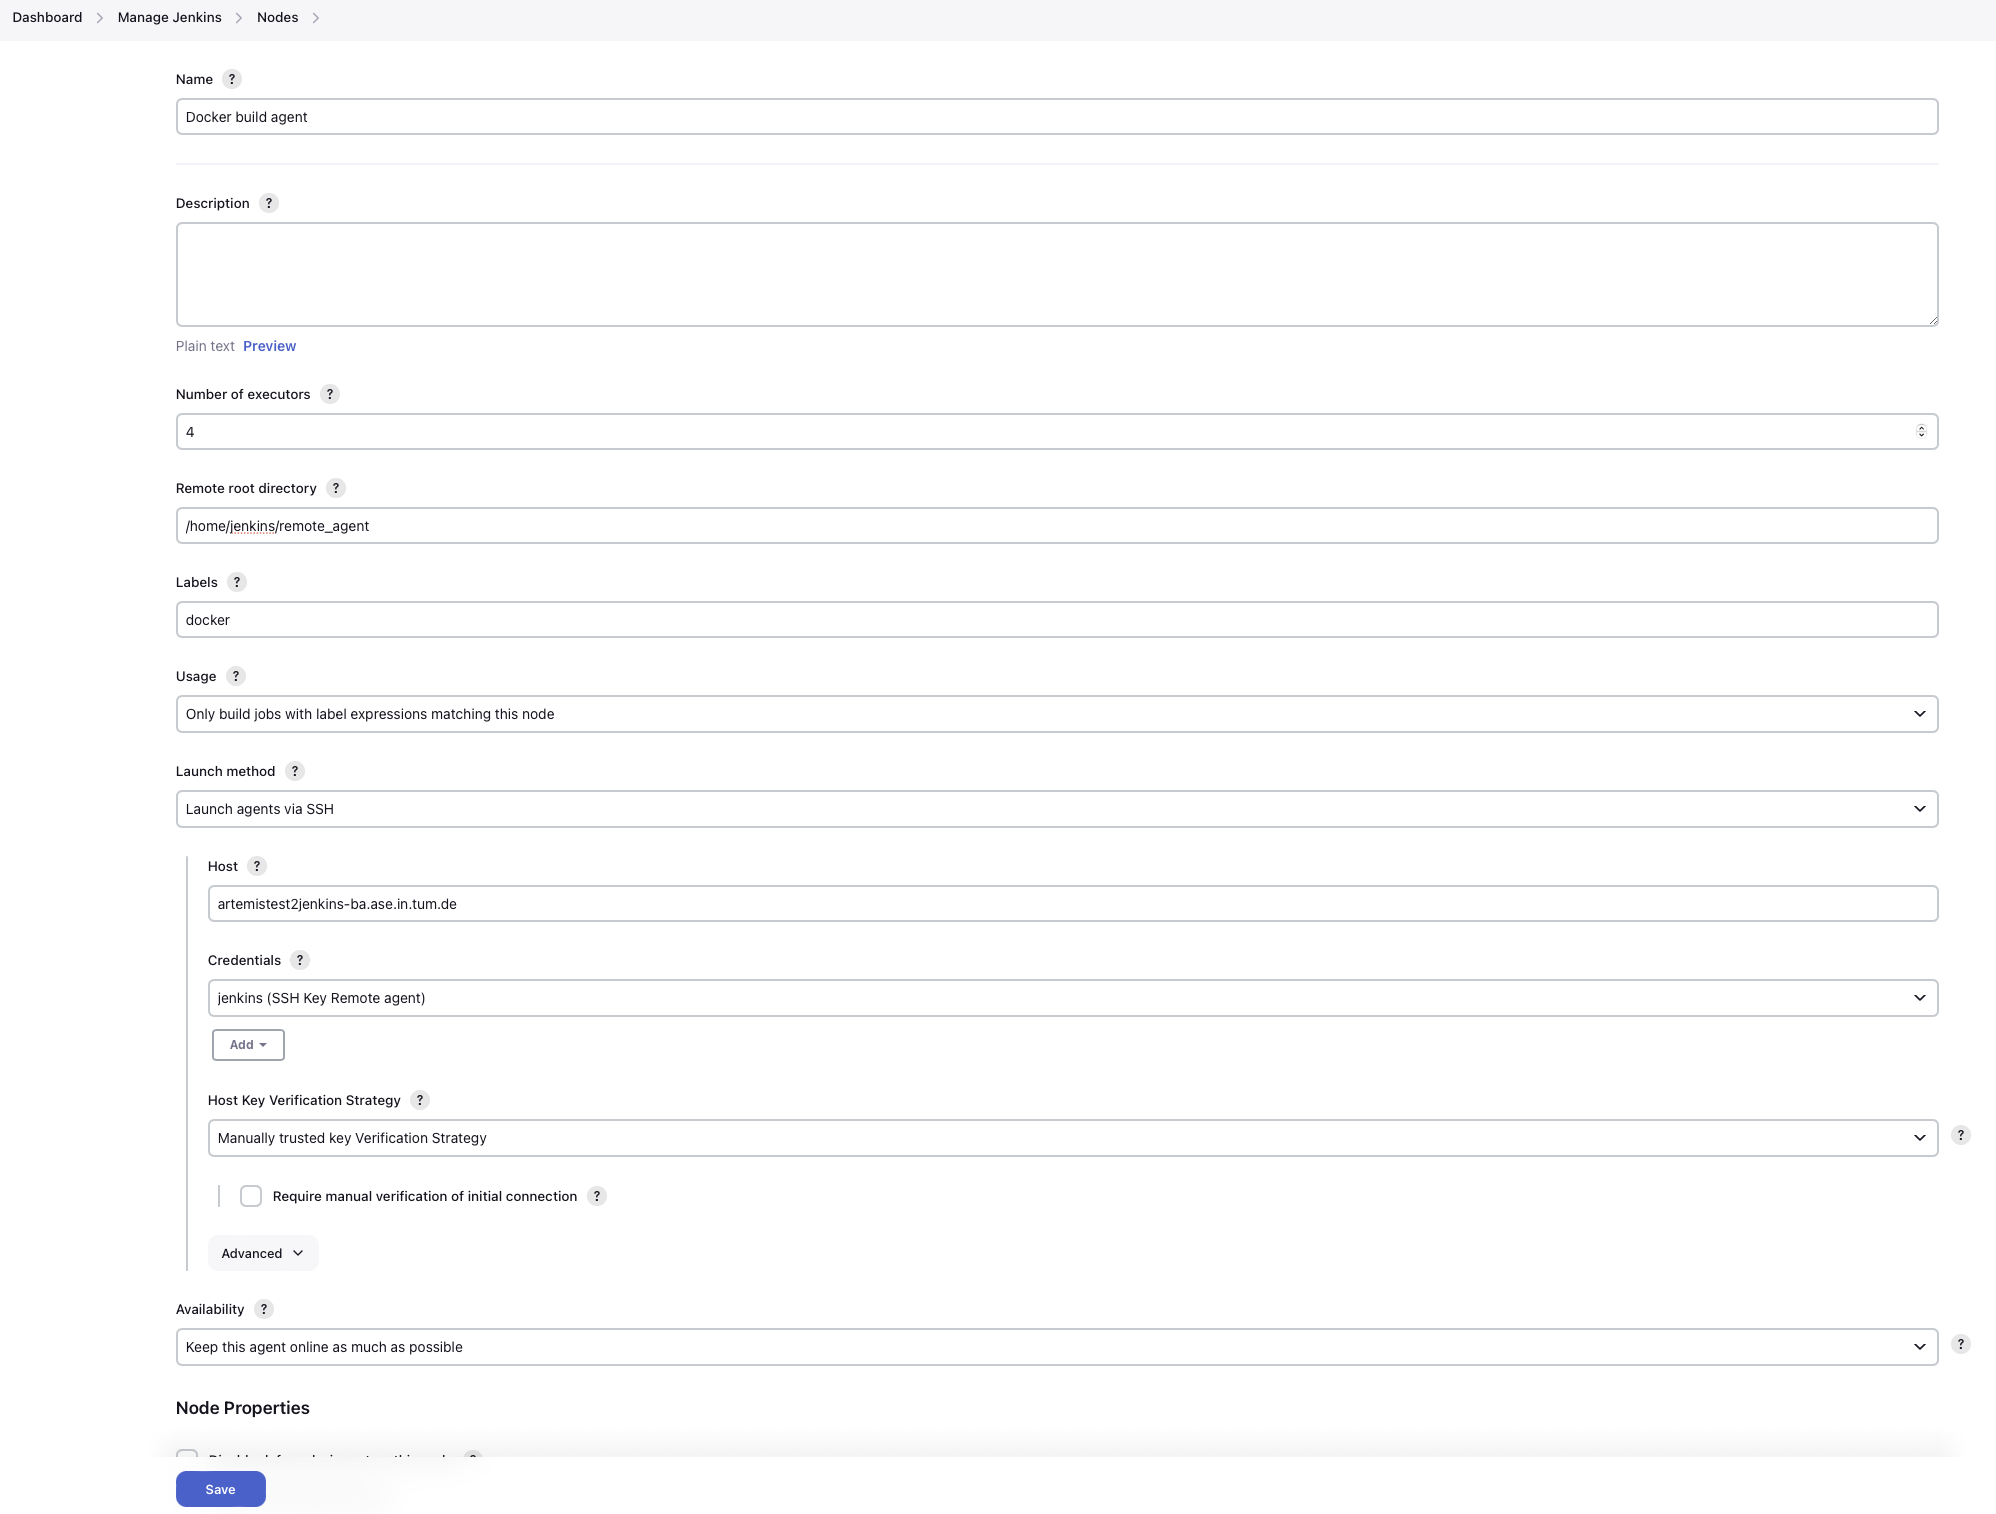 Dashboard > Manage Jenkins > Nodes >
Name ?
Docker build agent
Description ?
Plain text Preview
Number of executors ?
4
Remote root directory ?
/home/jenkins/remote_agent
Labels ?
docker
Usage ?
Only build jobs with label expressions matching this node
Launch method ?
Launch agents via SSH
Host ?
artemistest2jenkins-ba.ase.in.tum.de
Credentials ?
jenkins (SSH Key Remote agent)
Add
Host Key Verification Strategy ?
Manually trusted key Verification Strategy
?
Require manual verification of initial connection ?
Advanced
Availability ?
Keep this agent online as much as possible
?
Node Properties
Save